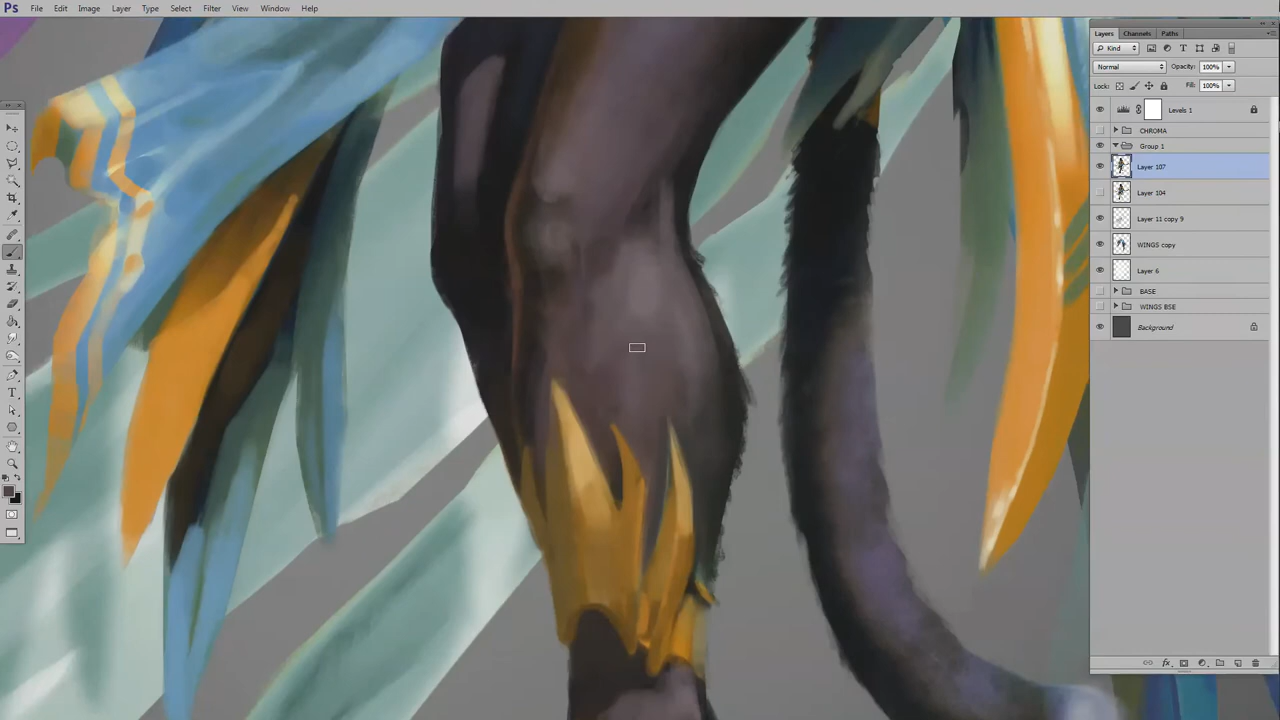 Ps File Edit Image Layer Type Select Filter View Window Help
Layers Channels Paths
Kind
Normal Opacity: 100%
Lock: Fill: 100%
Levels 1
CHROMA
Group 1
Layer 107
Layer 104
Layer 11 copy 9
WINGS copy
Layer 6
BASE
WINGS BSE
Background